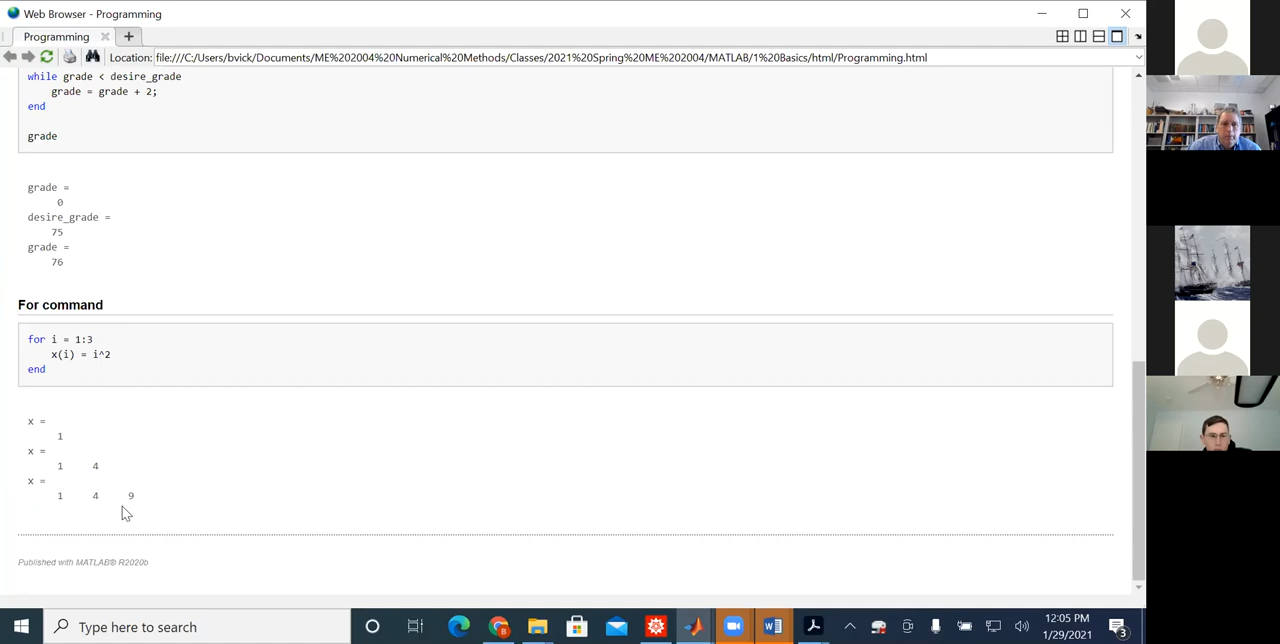 Web Browser - Programming
Programming
Location: file:///C:/Users/bvick/Documents/ME%202004%20Numerical%20Methods/Classes/2021%20Spring%20ME%202004/MATLAB/1%20Basics/html/Programming.html
while grade < desire_grade
grade = grade + 2;
end
grade
grade =
0
desire_grade =
75
grade =
76
For command
for i = 1:3
x(i) = i^2
end
x =
1
x =
1 4
x =
1 4 9
Published with MATLAB® R2020b
Type here to search
12:05 PM
1/29/2021
3